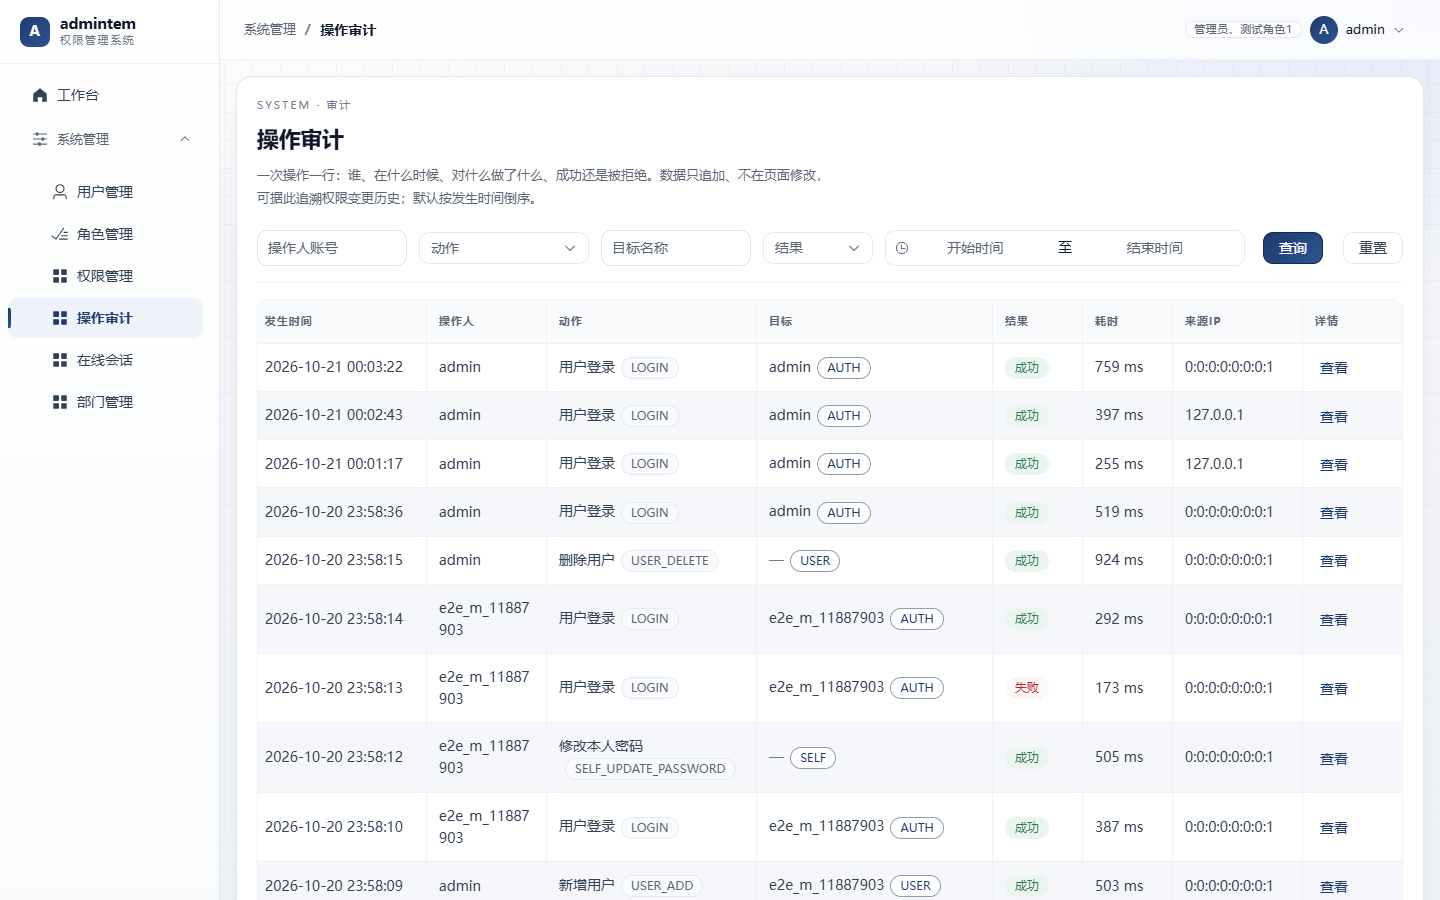 A
admintem
权限管理系统
系统管理 / 操作审计
管理员、测试角色1
A
admin
工作台
系统管理
用户管理
角色管理
权限管理
操作审计
在线会话
部门管理
SYSTEM · 审计
操作审计
一次操作一行：谁、在什么时候、对什么做了什么、成功还是被拒绝。数据只追加、不在页面修改，
可据此追溯权限变更历史；默认按发生时间倒序。
操作人账号 动作 目标名称 结果 开始时间 至 结束时间 查询 重置
发生时间 操作人 动作 目标 结果 耗时 来源IP 详情
2026-10-21 00:03:22 admin 用户登录 LOGIN admin AUTH 成功 759 ms 0:0:0:0:0:0:0:1 查看
2026-10-21 00:02:43 admin 用户登录 LOGIN admin AUTH 成功 397 ms 127.0.0.1 查看
2026-10-21 00:01:17 admin 用户登录 LOGIN admin AUTH 成功 255 ms 127.0.0.1 查看
2026-10-20 23:58:36 admin 用户登录 LOGIN admin AUTH 成功 519 ms 0:0:0:0:0:0:0:1 查看
2026-10-20 23:58:15 admin 删除用户 USER_DELETE — USER 成功 924 ms 0:0:0:0:0:0:0:1 查看
2026-10-20 23:58:14 e2e_m_11887903 用户登录 LOGIN e2e_m_11887903 AUTH 成功 292 ms 0:0:0:0:0:0:0:1 查看
2026-10-20 23:58:13 e2e_m_11887903 用户登录 LOGIN e2e_m_11887903 AUTH 失败 173 ms 0:0:0:0:0:0:0:1 查看
2026-10-20 23:58:12 e2e_m_11887903 修改本人密码 SELF_UPDATE_PASSWORD — SELF 成功 505 ms 0:0:0:0:0:0:0:1 查看
2026-10-20 23:58:10 e2e_m_11887903 用户登录 LOGIN e2e_m_11887903 AUTH 成功 387 ms 0:0:0:0:0:0:0:1 查看
2026-10-20 23:58:09 admin 新增用户 USER_ADD e2e_m_11887903 USER 成功 503 ms 0:0:0:0:0:0:0:1 查看